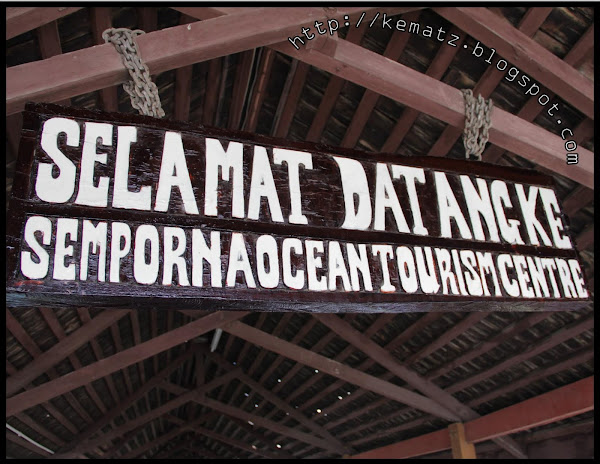 http://kematz.blogspot.com
SELAMAT DATANG KE
SEMPORNA OCEAN TOURISM CENTRE